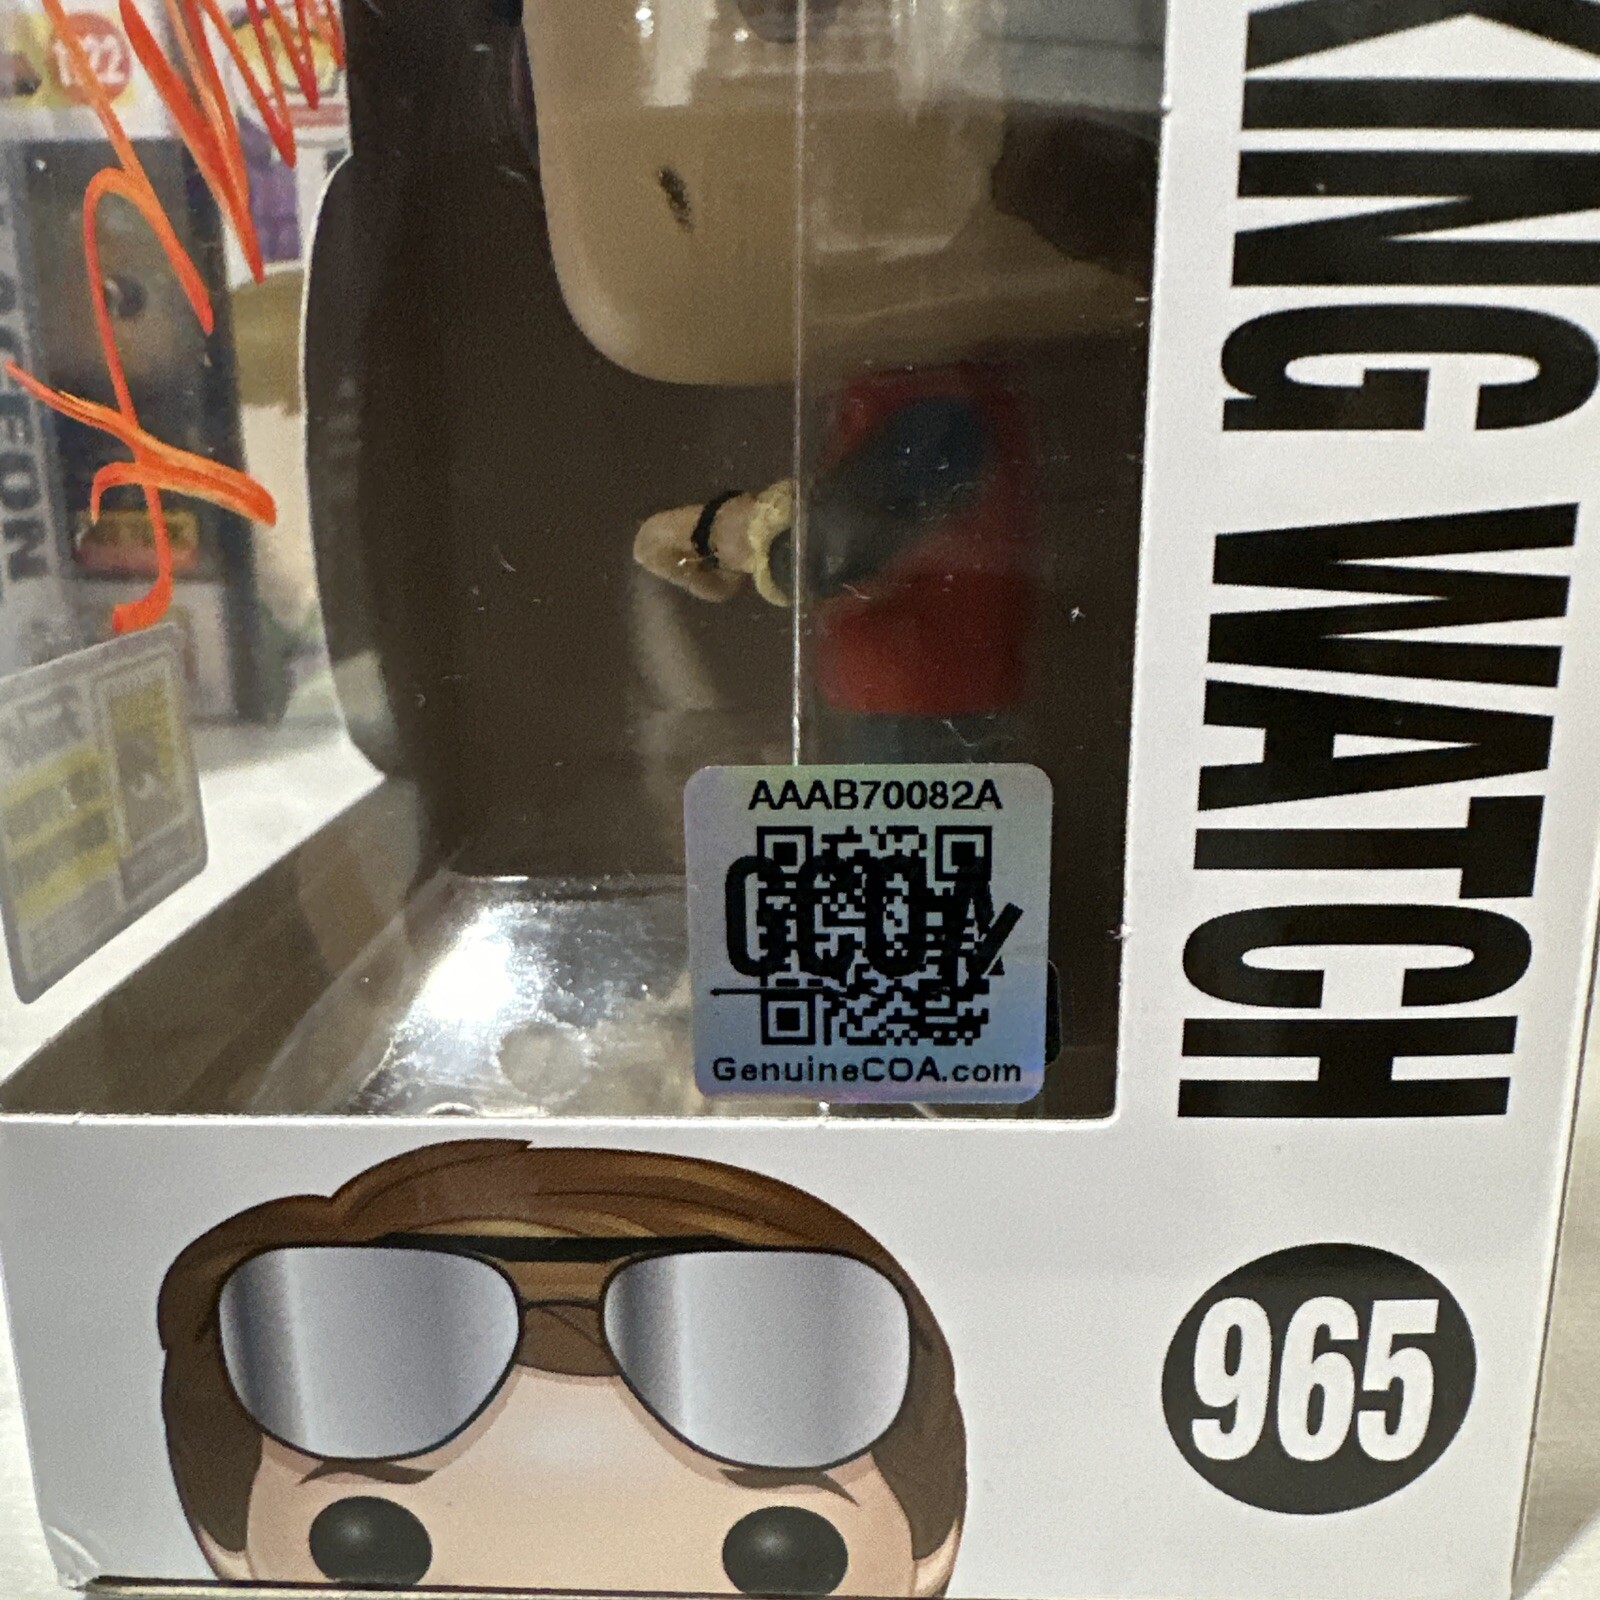 KING WATCH
AAAB70082A
GCOA
GenuineCOA.com
965